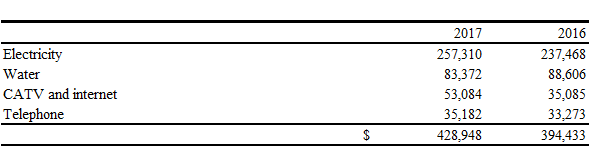 2017 2016
Electricity 257,310 237,468
Water 83,372 88,606
CATV and internet 53,084 35,085
Telephone 35,182 33,273
$ 428,948 394,433